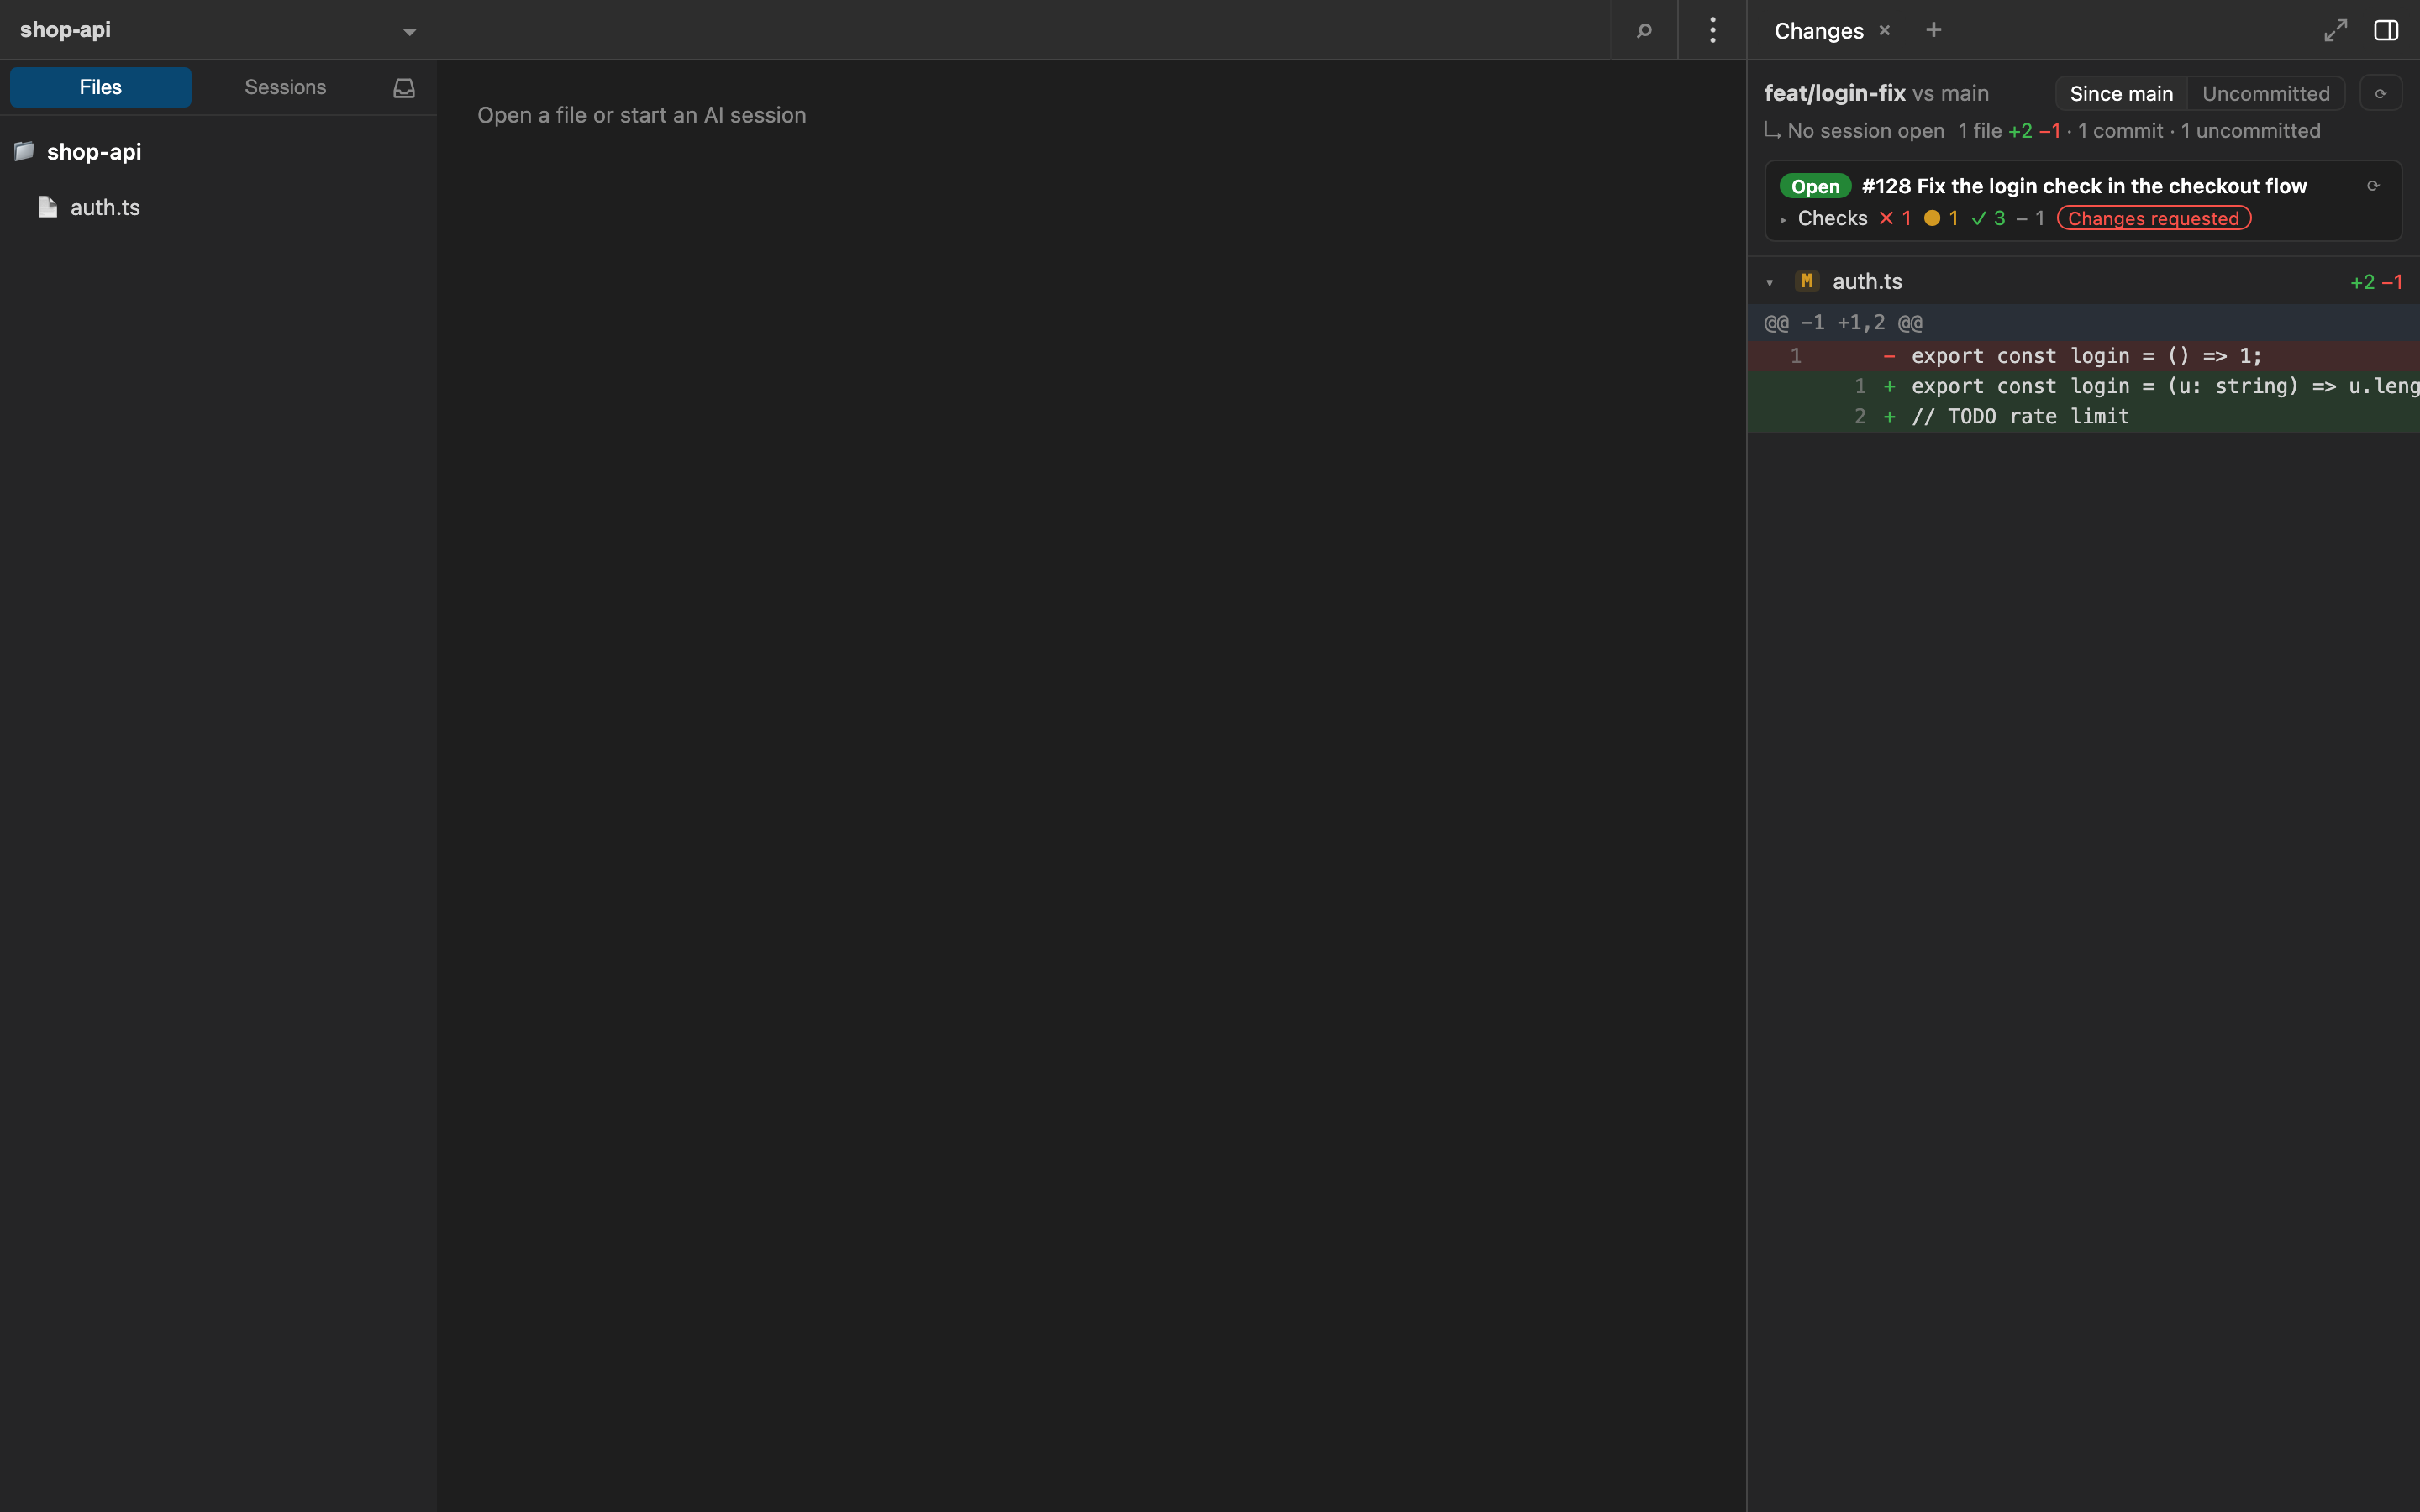 shop-api
Files
Sessions
shop-api
auth.ts
Open a file or start an AI session
Changes × +
feat/login-fix vs main
Since main
Uncommitted
No session open 1 file +2 −1 · 1 commit · 1 uncommitted
Open #128 Fix the login check in the checkout flow
Checks ✕ 1 ● 1 ✓ 3 – 1 Changes requested
M auth.ts +2 −1
@@ −1 +1,2 @@
1 − export const login = () => 1;
1 + export const login = (u: string) => u.leng
2 + // TODO rate limit